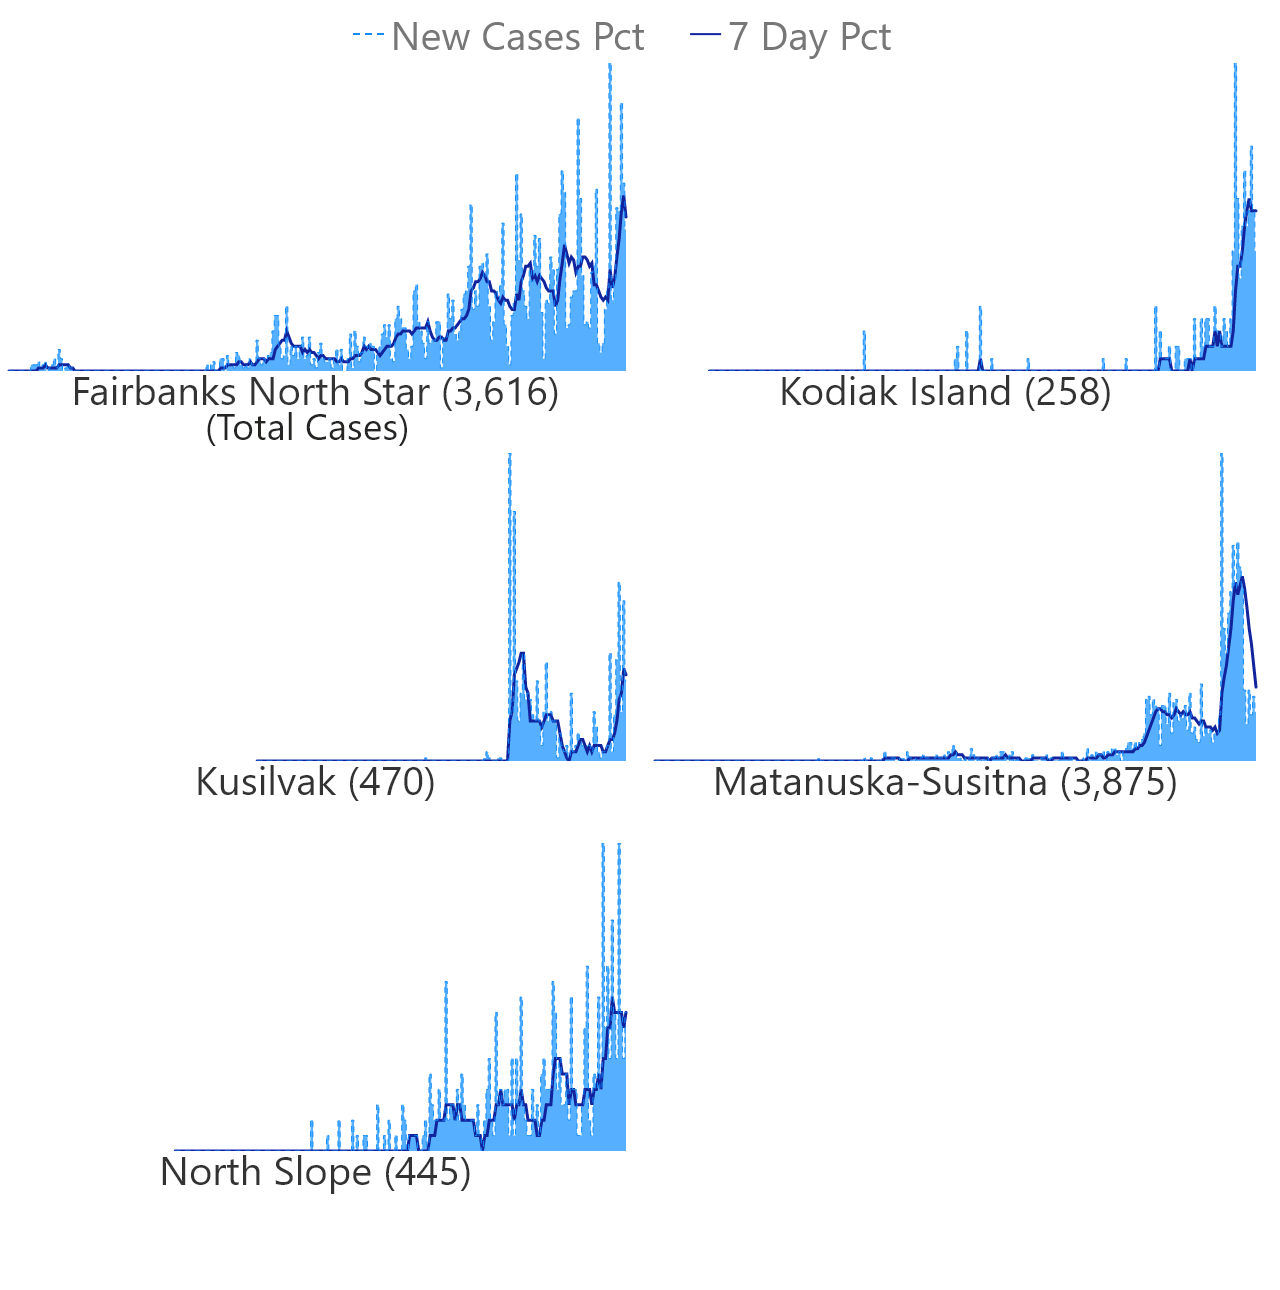 New Cases Pct 7 Day Pct
Fairbanks North Star (3,616)
(Total Cases)
Kodiak Island (258)
Kusilvak (470)
Matanuska-Susitna (3,875)
North Slope (445)